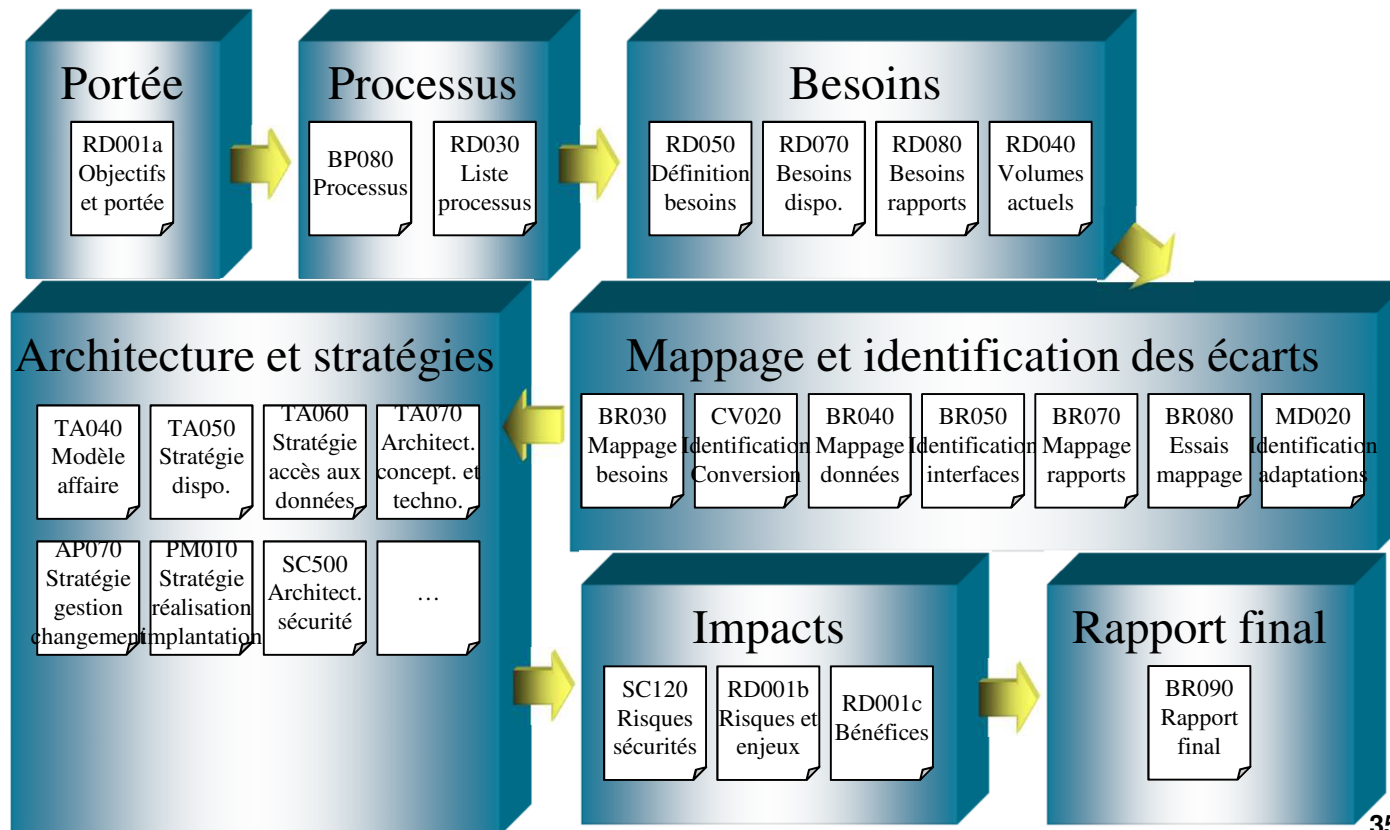 Portée
RD001a
Objectifs
et portée
Processus
BP080
Processus
RD030
Liste
processus
Besoins
RD050
Définition
besoins
RD070
Besoins
dispo.
RD080
Besoins
rapports
RD040
Volumes
actuels
Mappage et identification des écarts
BR030
Mappage
besoins
CV020
Identification
Conversion
BR040
Mappage
données
BR050
Identification
interfaces
BR070
Mappage
rapports
BR080
Essais
mappage
MD020
Identification
adaptations
Architecture et stratégies
TA040
Modèle
affaire
TA050
Stratégie
dispo.
TA060
Stratégie
accès aux
données
TA070
Architect.
concept. et
techno.
AP070
Stratégie
gestion
changement
PM010
Stratégie
réalisation
implantation
SC500
Architect.
sécurité
…
Impacts
SC120
Risques
sécurités
RD001b
Risques et
enjeux
RD001c
Bénéfices
Rapport final
BR090
Rapport
final
35